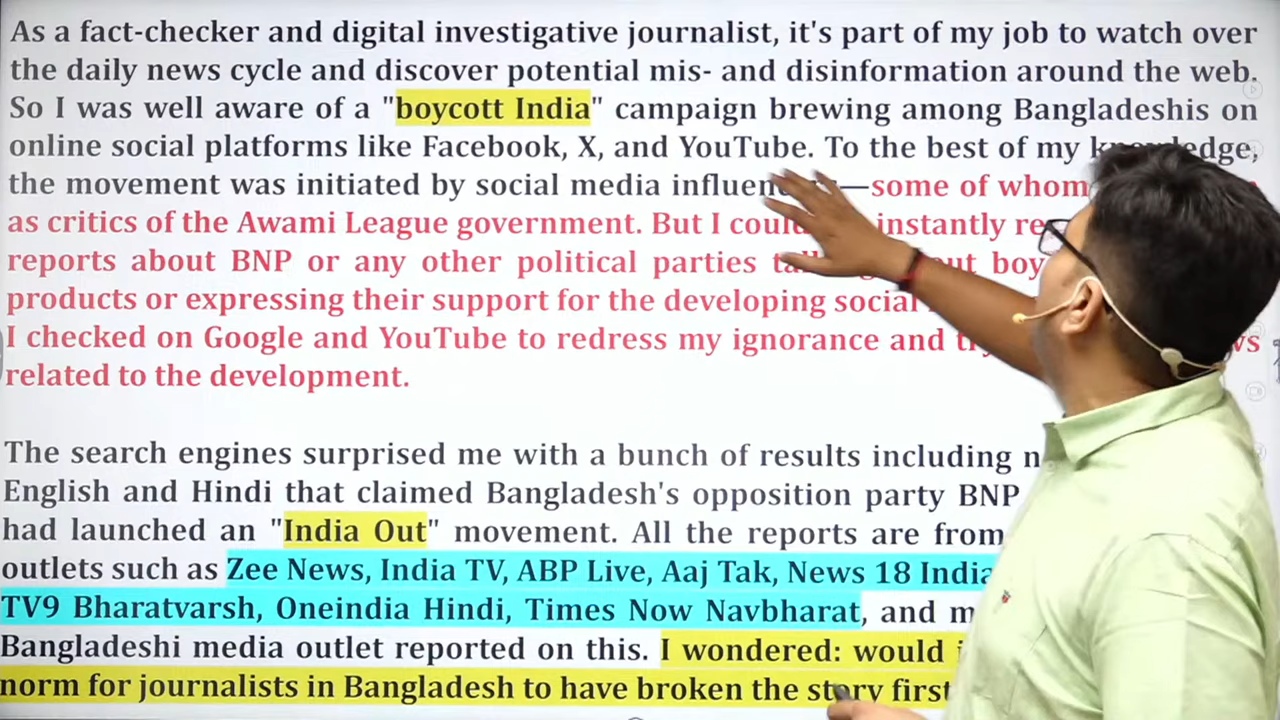 As a fact-checker and digital investigative journalist, it's part of my job to watch over
the daily news cycle and discover potential mis- and disinformation around the web.
So I was well aware of a "boycott India" campaign brewing among Bangladeshis on
online social platforms like Facebook, X, and YouTube. To the best of my
the movement was initiated by social media —some of whom
as critics of the Awami League government. But I instantly
reports about BNP or any other political parties
products or expressing their support for the developing social
I checked on Google and YouTube to redress my ignorance and
related to the development.
The search engines surprised me with a bunch of results including
English and Hindi that claimed Bangladesh's opposition party BNP
had launched an "India Out" movement. All the reports are from
outlets such as Zee News, India TV, ABP Live, Aaj Tak, News 18 India
TV9 Bharatvarsh, Oneindia Hindi, Times Now Navbharat, and
Bangladeshi media outlet reported on this. I wondered: would
norm for journalists in Bangladesh to have broken the story first